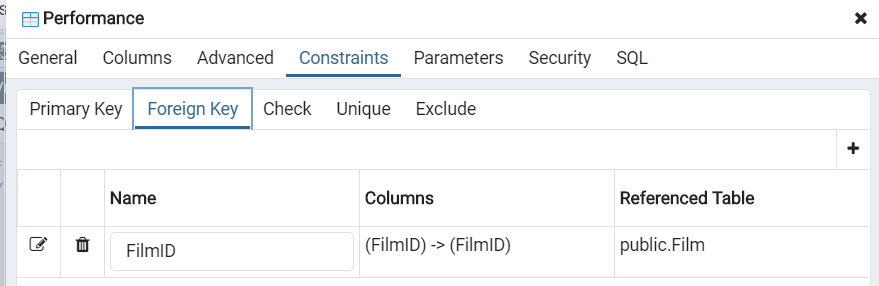 Performance
General Columns Advanced Constraints Parameters Security SQL
Primary Key Foreign Key Check Unique Exclude
Name Columns Referenced Table
FilmID (FilmID) -> (FilmID) public.Film